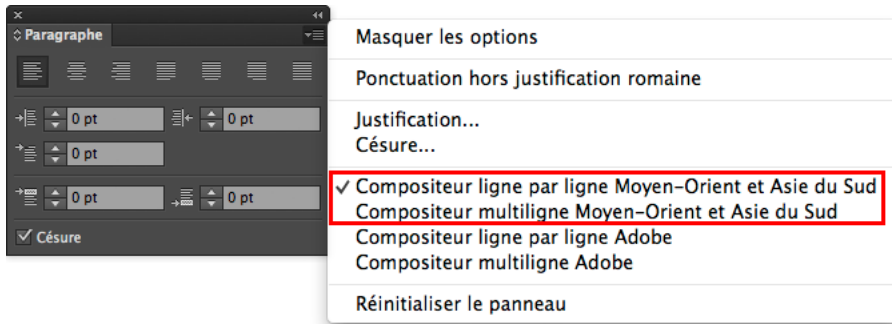 Paragraphe
0 pt
0 pt
0 pt
0 pt
0 pt
Césure
Masquer les options
Ponctuation hors justification romaine
Justification...
Césure...
Compositeur ligne par ligne Moyen-Orient et Asie du Sud
Compositeur multiligne Moyen-Orient et Asie du Sud
Compositeur ligne par ligne Adobe
Compositeur multiligne Adobe
Réinitialiser le panneau